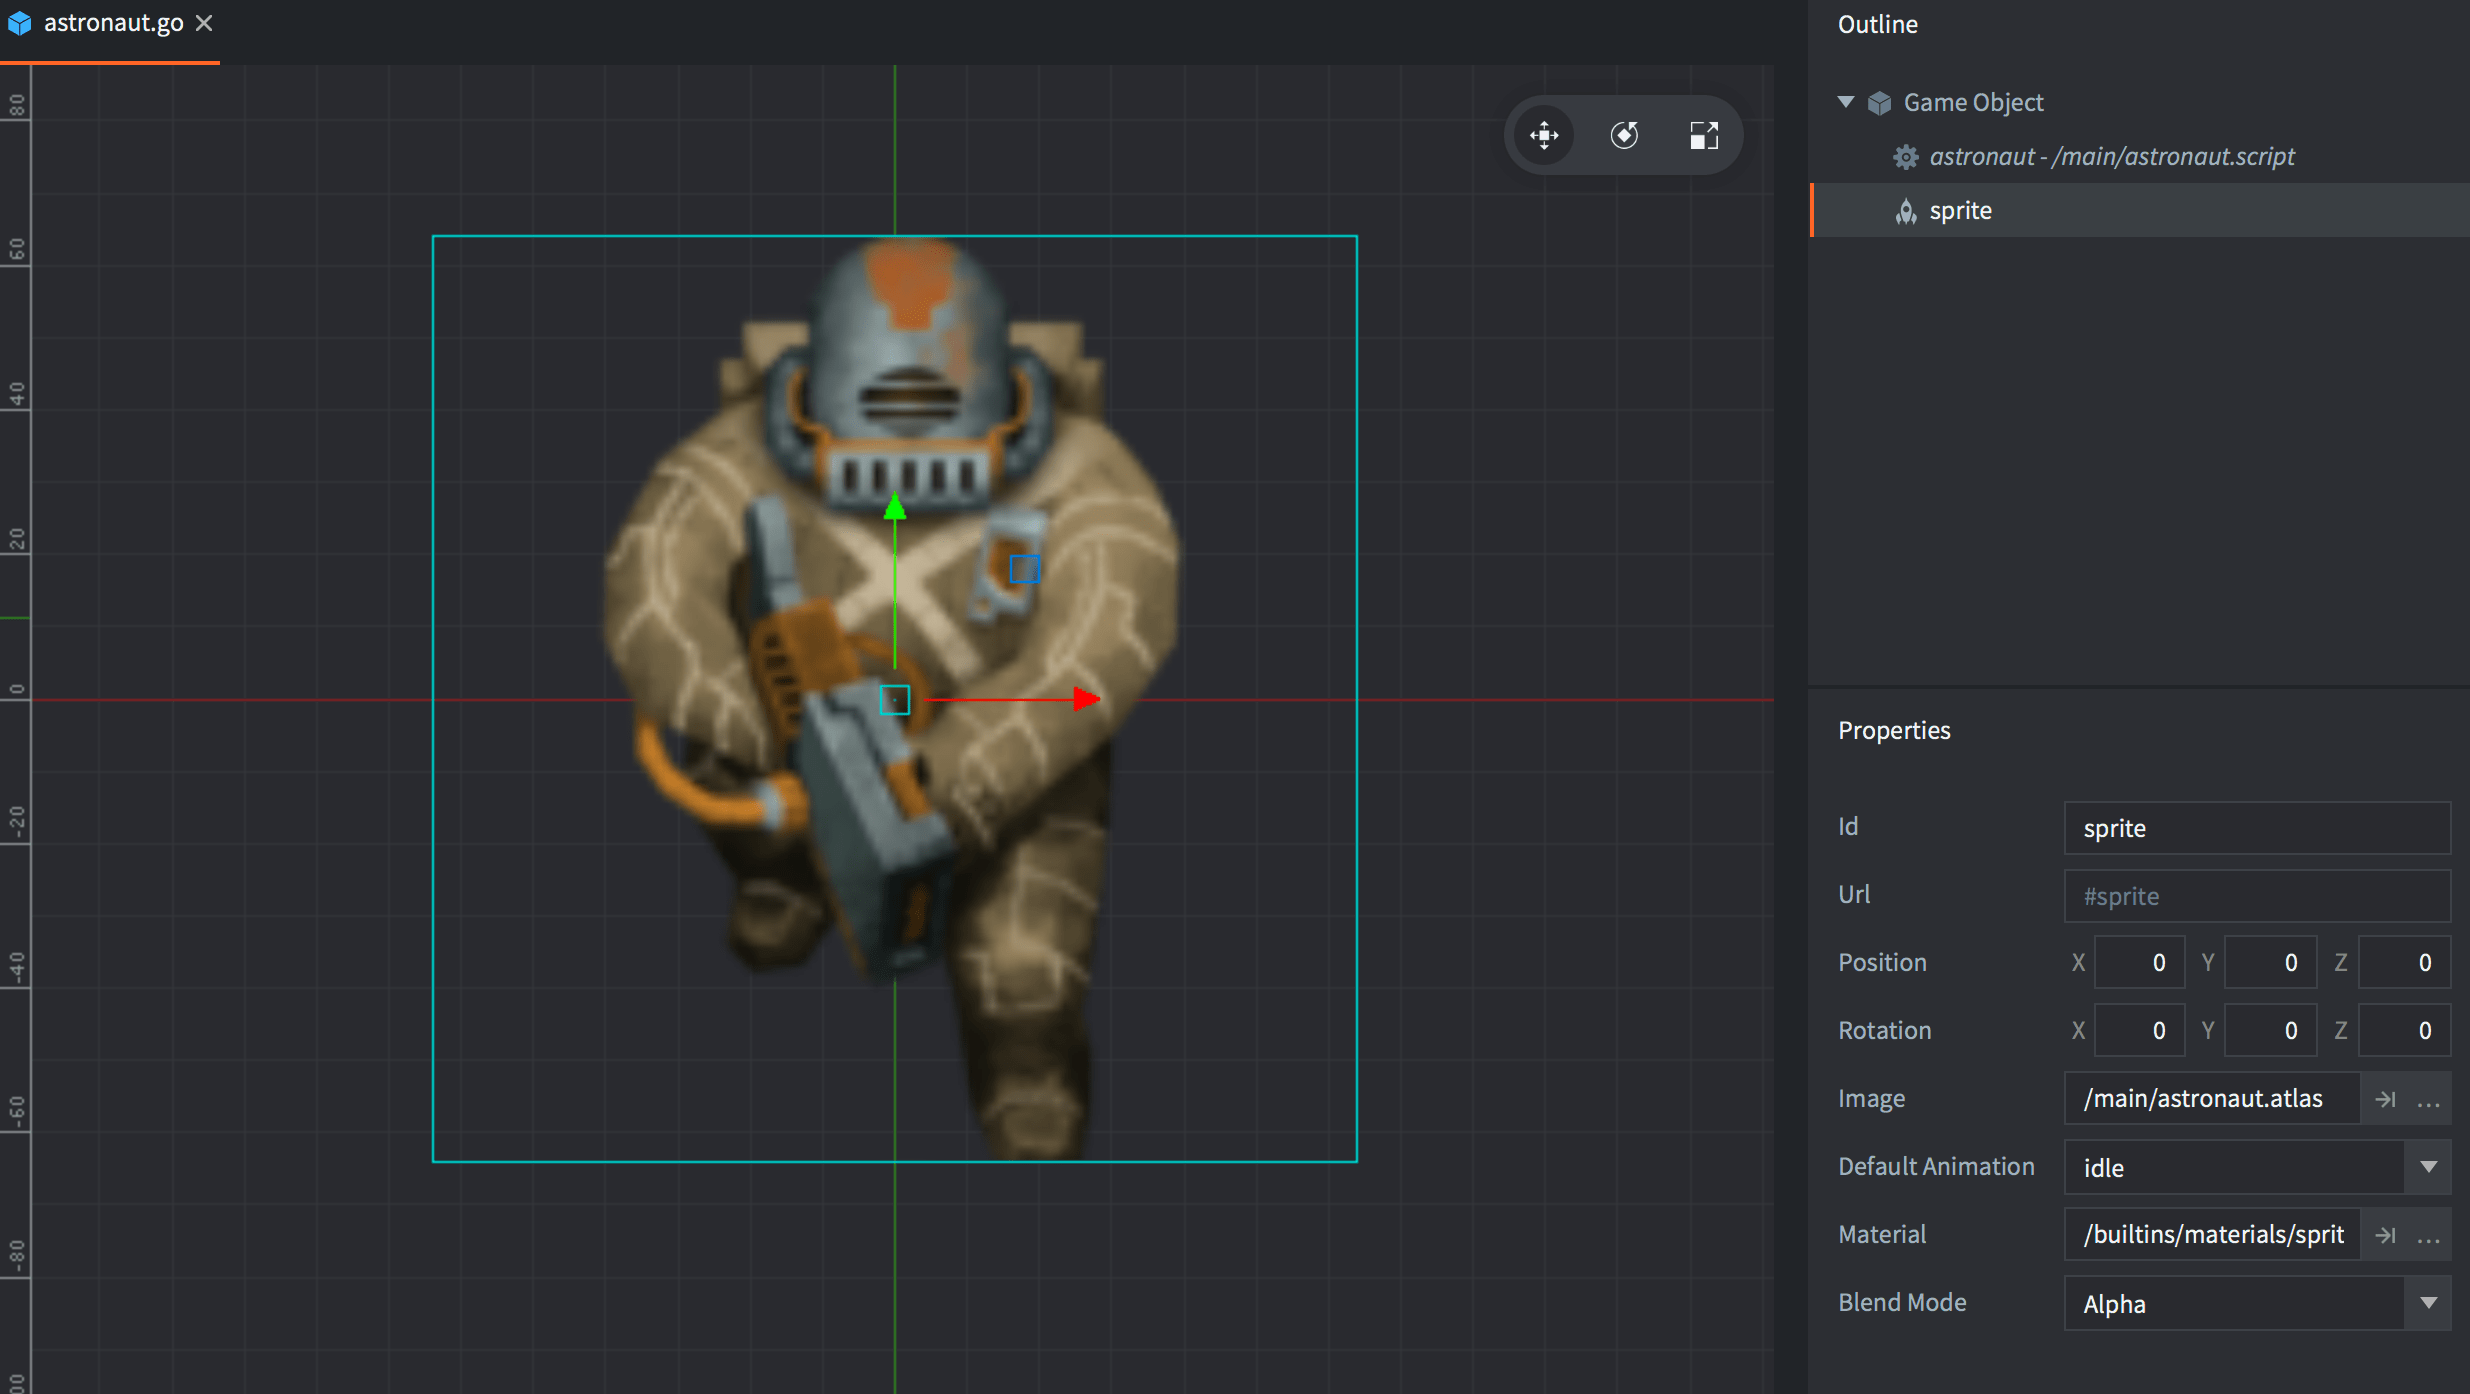 astronaut.go
80
60
40
20
0
-20
-40
-60
-80
Outline
Game Object
astronaut - /main/astronaut.script
sprite
Properties
Id sprite
Url #sprite
Position X 0 Y 0 Z 0
Rotation X 0 Y 0 Z 0
Image /main/astronaut.atlas ...
Default Animation idle
Material /builtins/materials/sprit ...
Blend Mode Alpha